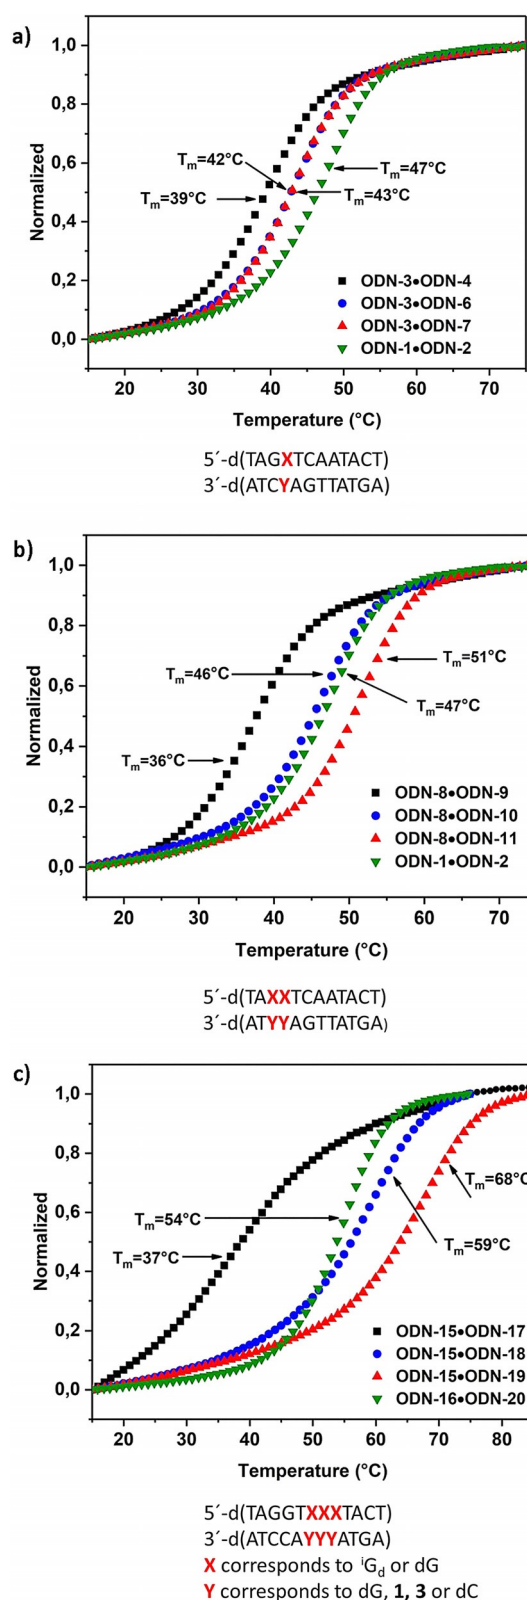 a)
1,0
0,8
0,6
0,4
0,2
0,0
Normalized
Tm=42°C
Tm=39°C
Tm=47°C
Tm=43°C
ODN-3•ODN-4
ODN-3•ODN-6
ODN-3•ODN-7
ODN-1•ODN-2
20 30 40 50 60 70
Temperature (°C)
5´-d(TAGXTCAATACT)
3´-d(ATCYAGTTATGA)
b)
1,0
0,8
0,6
0,4
0,2
0,0
Normalized
Tm=46°C
Tm=36°C
Tm=51°C
Tm=47°C
ODN-8•ODN-9
ODN-8•ODN-10
ODN-8•ODN-11
ODN-1•ODN-2
20 30 40 50 60 70
Temperature (°C)
5´-d(TAXXTCAATACT)
3´-d(ATYYAGTTATGA)
c)
1,0
0,8
0,6
0,4
0,2
0,0
Normalized
Tm=54°C
Tm=37°C
Tm=68°C
Tm=59°C
ODN-15•ODN-17
ODN-15•ODN-18
ODN-15•ODN-19
ODN-16•ODN-20
20 30 40 50 60 70 80
Temperature (°C)
5´-d(TAGGTXXXTACT)
3´-d(ATCCAYYYATGA)
X corresponds to iGd or dG
Y corresponds to dG, 1, 3 or dC